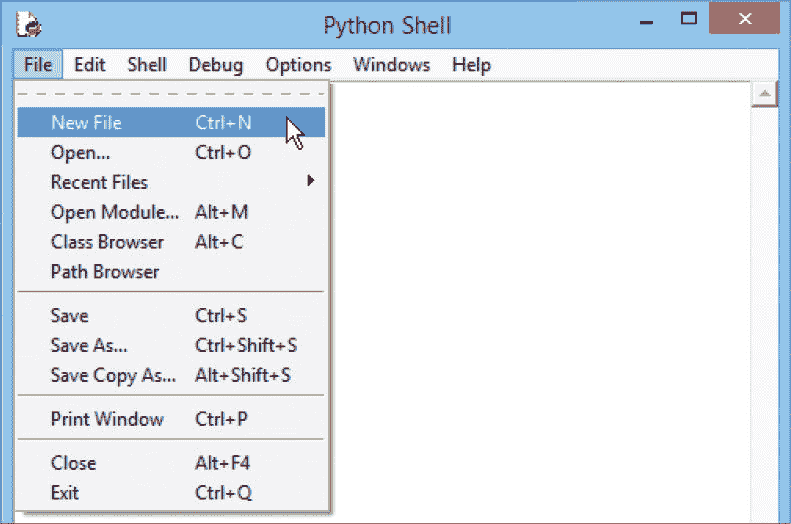 Python Shell
File Edit Shell Debug Options Windows Help
New File Ctrl+N
Open... Ctrl+O
Recent Files
Open Module... Alt+M
Class Browser Alt+C
Path Browser
Save Ctrl+S
Save As... Ctrl+Shift+S
Save Copy As... Alt+Shift+S
Print Window Ctrl+P
Close Alt+F4
Exit Ctrl+Q